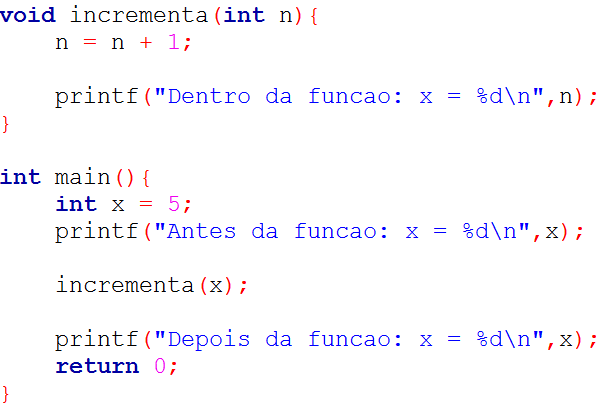 void incrementa(int n){
    n = n + 1;

    printf("Dentro da funcao: x = %d\n",n);
}

int main(){
    int x = 5;
    printf("Antes da funcao: x = %d\n",x);

    incrementa(x);

    printf("Depois da funcao: x = %d\n",x);
    return 0;
}